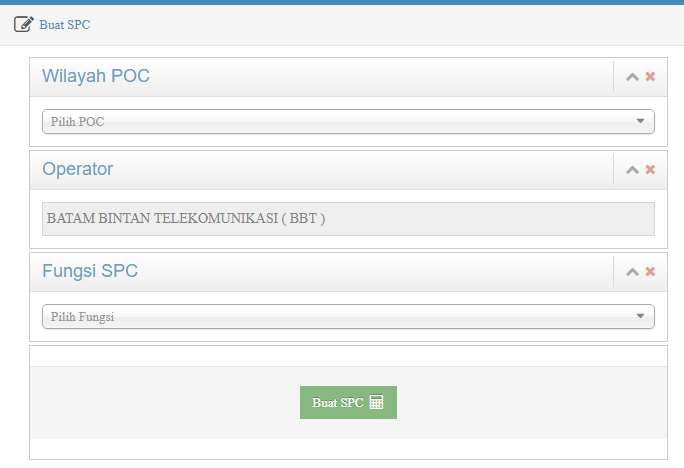 Buat SPC
Wilayah POC
Pilih POC
Operator
BATAM BINTAN TELEKOMUNIKASI ( BBT )
Fungsi SPC
Pilih Fungsi
Buat SPC